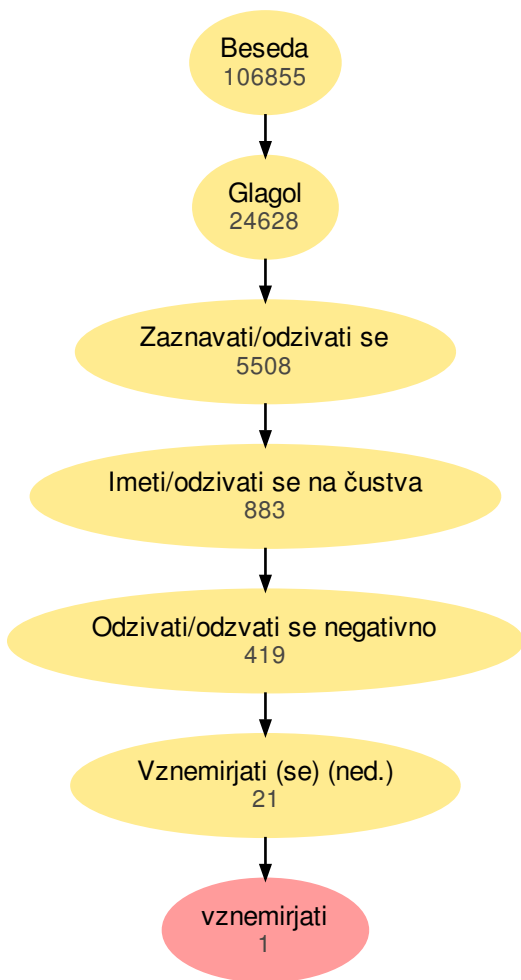 Beseda
106855
Glagol
24628
Zaznavati/odzivati se
5508
Imeti/odzivati se na čustva
883
Odzivati/odzvati se negativno
419
Vznemirjati (se) (ned.)
21
vznemirjati
1